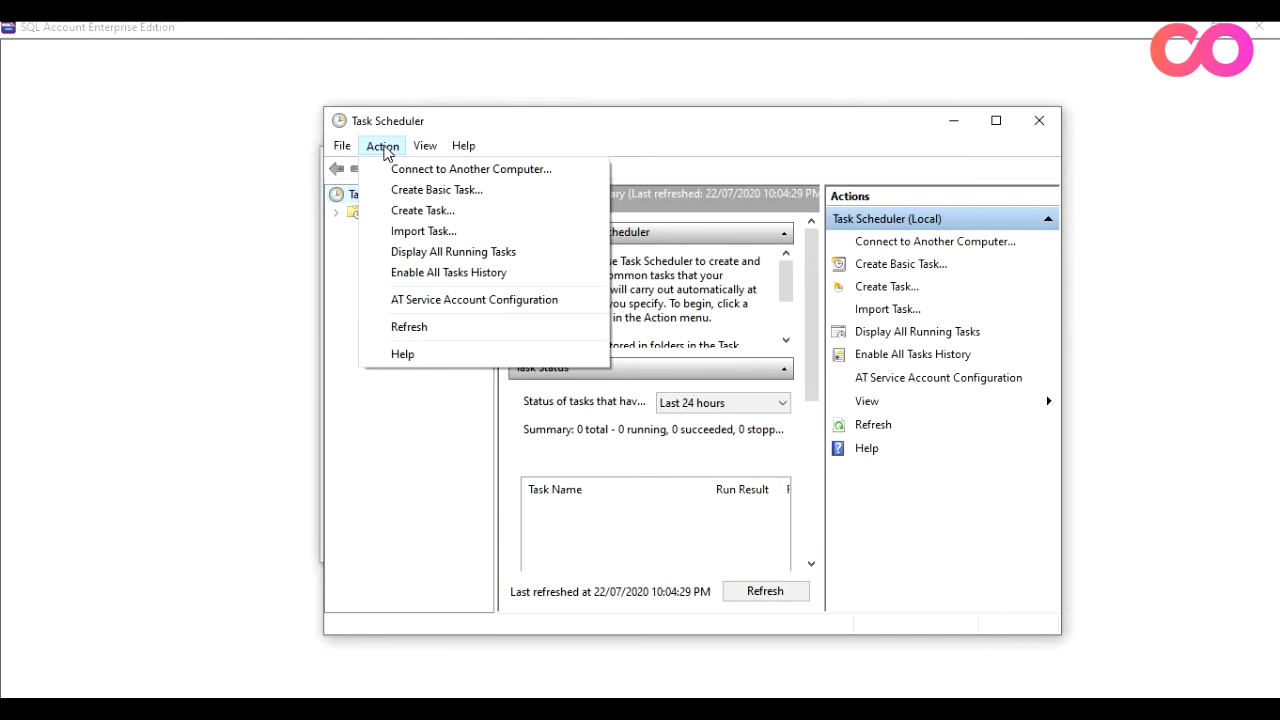 SQL Account Enterprise Edition
CO
Task Scheduler
File Action View Help
Connect to Another Computer...
Create Basic Task...
Create Task...
Import Task...
Display All Running Tasks
Enable All Tasks History
AT Service Account Configuration
Refresh
Help
(Last refreshed: 22/07/2020 10:04:29 PM
Task Scheduler to create and
common tasks that your
will carry out automatically at
you specify. To begin, click a
in the Action menu.
in folders in the Task
Task Status
Status of tasks that hav...
Last 24 hours
Summary: 0 total - 0 running, 0 succeeded, 0 stopp...
Task Name Run Result
Last refreshed at 22/07/2020 10:04:29 PM
Refresh
Actions
Task Scheduler (Local)
Connect to Another Computer...
Create Basic Task...
Create Task...
Import Task...
Display All Running Tasks
Enable All Tasks History
AT Service Account Configuration
View
Refresh
Help